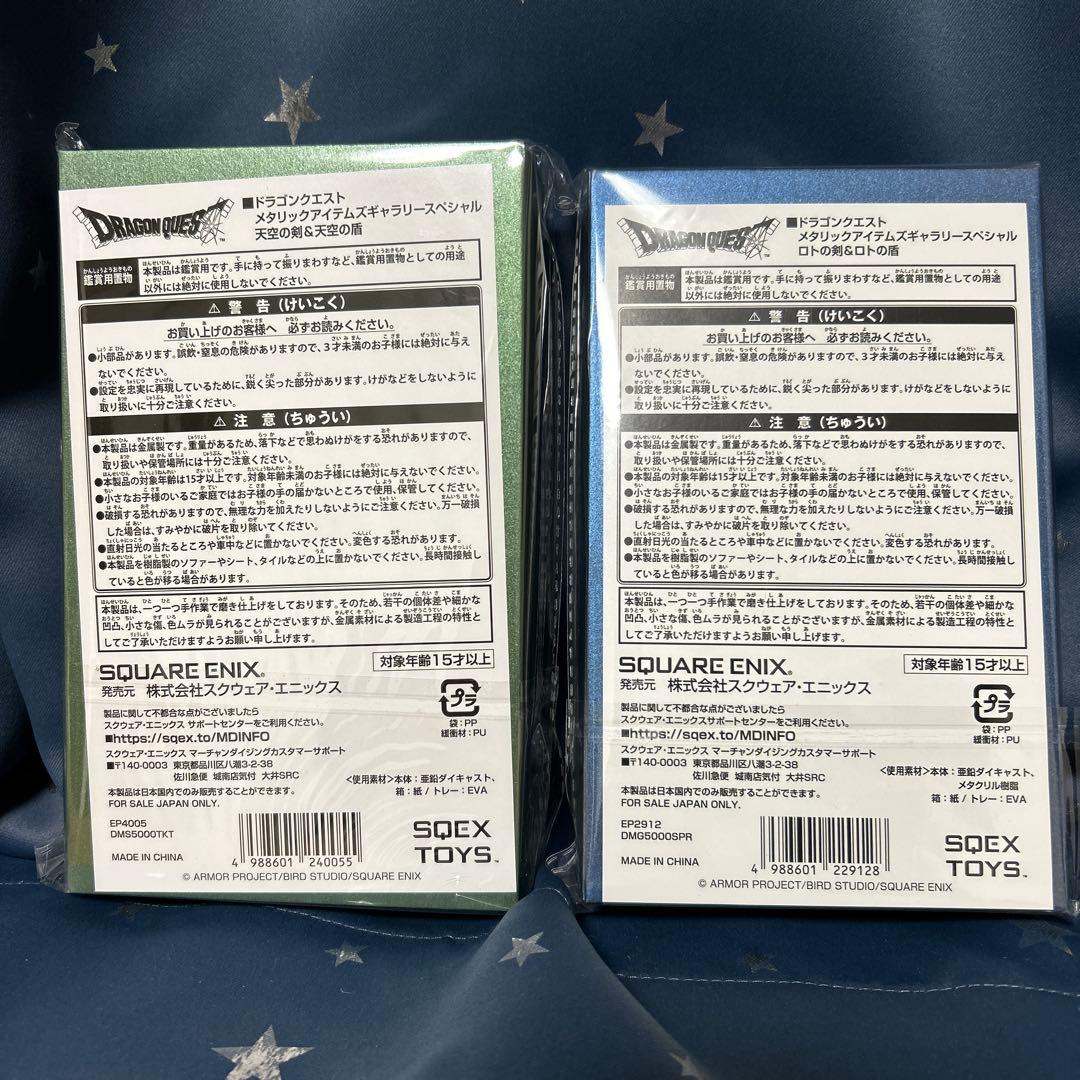 DRAGON QUEST™
■ドラゴンクエスト
メタリックアイテムズギャラリースペシャル
天空の剣&天空の盾
かんしょうようおきもの
鑑賞用置物
本製品は鑑賞用です。手に持って振りまわすなど、鑑賞用置物としての用途
以外には絶対に使用しないでください。
⚠ 警告（けいこく）
お買い上げのお客様へ 必ずお読みください。
●小部品があります。誤飲、窒息の危険がありますので、3才未満のお子様には絶対に与え
ないでください。
●設定を忠実に再現しているために、鋭く尖った部分があります。けがなどをしないように
取り扱いに十分ご注意ください。
⚠ 注意（ちゅうい）
●本製品は金属製です。重量があるため、落下などで思わぬけがをする恐れがありますので、
取り扱いや保管場所には十分ご注意ください。
●本製品の対象年齢は15才以上です。対象年齢未満のお子様には絶対に与えないでください。
●小さなお子様のいるご家庭ではお子様の手の届かないところで使用、保管してください。
●破損する恐れがありますので、無理な力を加えたりしないようにご注意ください。万一破損
した場合は、すみやかに破片を取り除いてください。
●直射日光の当たるところや車中などに置かないでください。変色する恐れがあります。
●本製品を樹脂製のソファーやシート、タイルなどの上に置かないでください。長時間接触し
ていると色が移る場合があります。
本製品は、一つ一つ手作業で磨き仕上げをしております。そのため、若干の個体差や細かな
凹凸、小さな傷、色ムラが見られることがございますが、金属素材による製造工程の特性と
してご了承いただけますようお願い申し上げます。
SQUARE ENIX®
対象年齢15才以上
発売元 株式会社スクウェア・エニックス
プラ
袋：PP
緩衝材：PU
製品に関して不都合な点がございましたら
スクウェア・エニックス サポートセンターをご利用ください。
■https://sqex.to/MDINFO
スクウェア・エニックス マーチャンダイジングカスタマーサポート
■〒140-0003 東京都品川区八潮3-2-38
佐川急便 城南店気付 大井SRC
本製品は日本国内でのみ販売することができます。
FOR SALE JAPAN ONLY.
〈使用素材〉本体：亜鉛ダイキャスト
箱：紙 / トレー：EVA
EP4005
DMS5000TKT
MADE IN CHINA
4 988601 240055
SQEX
TOYS™
© ARMOR PROJECT/BIRD STUDIO/SQUARE ENIX
DRAGON QUEST™
■ドラゴンクエスト
メタリックアイテムズギャラリースペシャル
ロトの剣&ロトの盾
かんしょうようおきもの
鑑賞用置物
本製品は鑑賞用です。手に持って振りまわすなど、鑑賞用置物としての用途
以外には絶対に使用しないでください。
⚠ 警告（けいこく）
お買い上げのお客様へ 必ずお読みください。
●小部品があります。誤飲、窒息の危険がありますので、3才未満のお子様には絶対に与え
ないでください。
●設定を忠実に再現しているために、鋭く尖った部分があります。けがなどをしないように
取り扱いに十分ご注意ください。
⚠ 注意（ちゅうい）
●本製品は金属製です。重量があるため、落下などで思わぬけがをする恐れがありますので、
取り扱いや保管場所には十分ご注意ください。
●本製品の対象年齢は15才以上です。対象年齢未満のお子様には絶対に与えないでください。
●小さなお子様のいるご家庭ではお子様の手の届かないところで使用、保管してください。
●破損する恐れがありますので、無理な力を加えたりしないようにご注意ください。万一破損
した場合は、すみやかに破片を取り除いてください。
●直射日光の当たるところや車中などに置かないでください。変色する恐れがあります。
●本製品を樹脂製のソファーやシート、タイルなどの上に置かないでください。長時間接触し
ていると色が移る場合があります。
本製品は、一つ一つ手作業で磨き仕上げをしております。そのため、若干の個体差や細かな
凹凸、小さな傷、色ムラが見られることがございますが、金属素材による製造工程の特性と
してご了承いただけますようお願い申し上げます。
SQUARE ENIX®
対象年齢15才以上
発売元 株式会社スクウェア・エニックス
プラ
袋：PP
緩衝材：PU
製品に関して不都合な点がございましたら
スクウェア・エニックス サポートセンターをご利用ください。
■https://sqex.to/MDINFO
スクウェア・エニックス マーチャンダイジングカスタマーサポート
■〒140-0003 東京都品川区八潮3-2-38
佐川急便 城南店気付 大井SRC
本製品は日本国内でのみ販売することができます。
FOR SALE JAPAN ONLY.
〈使用素材〉本体：亜鉛ダイキャスト、
メタクリル樹脂
箱：紙 / トレー：EVA
EP2912
DMG5000SPR
MADE IN CHINA
4 988601 229128
SQEX
TOYS™
© ARMOR PROJECT/BIRD STUDIO/SQUARE ENIX